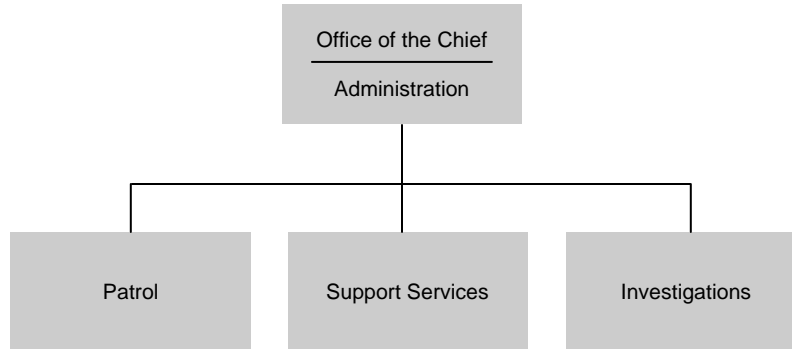 Office of the Chief
Administration
Patrol
Support Services
Investigations